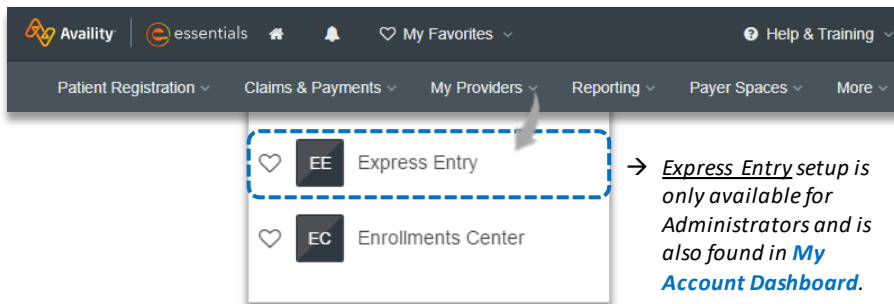 Availity essentials My Favorites Help & Training
Patient Registration Claims & Payments My Providers Reporting Payer Spaces More
EE Express Entry
EC Enrollments Center
→ Express Entry setup is
only available for
Administrators and is
also found in My
Account Dashboard.